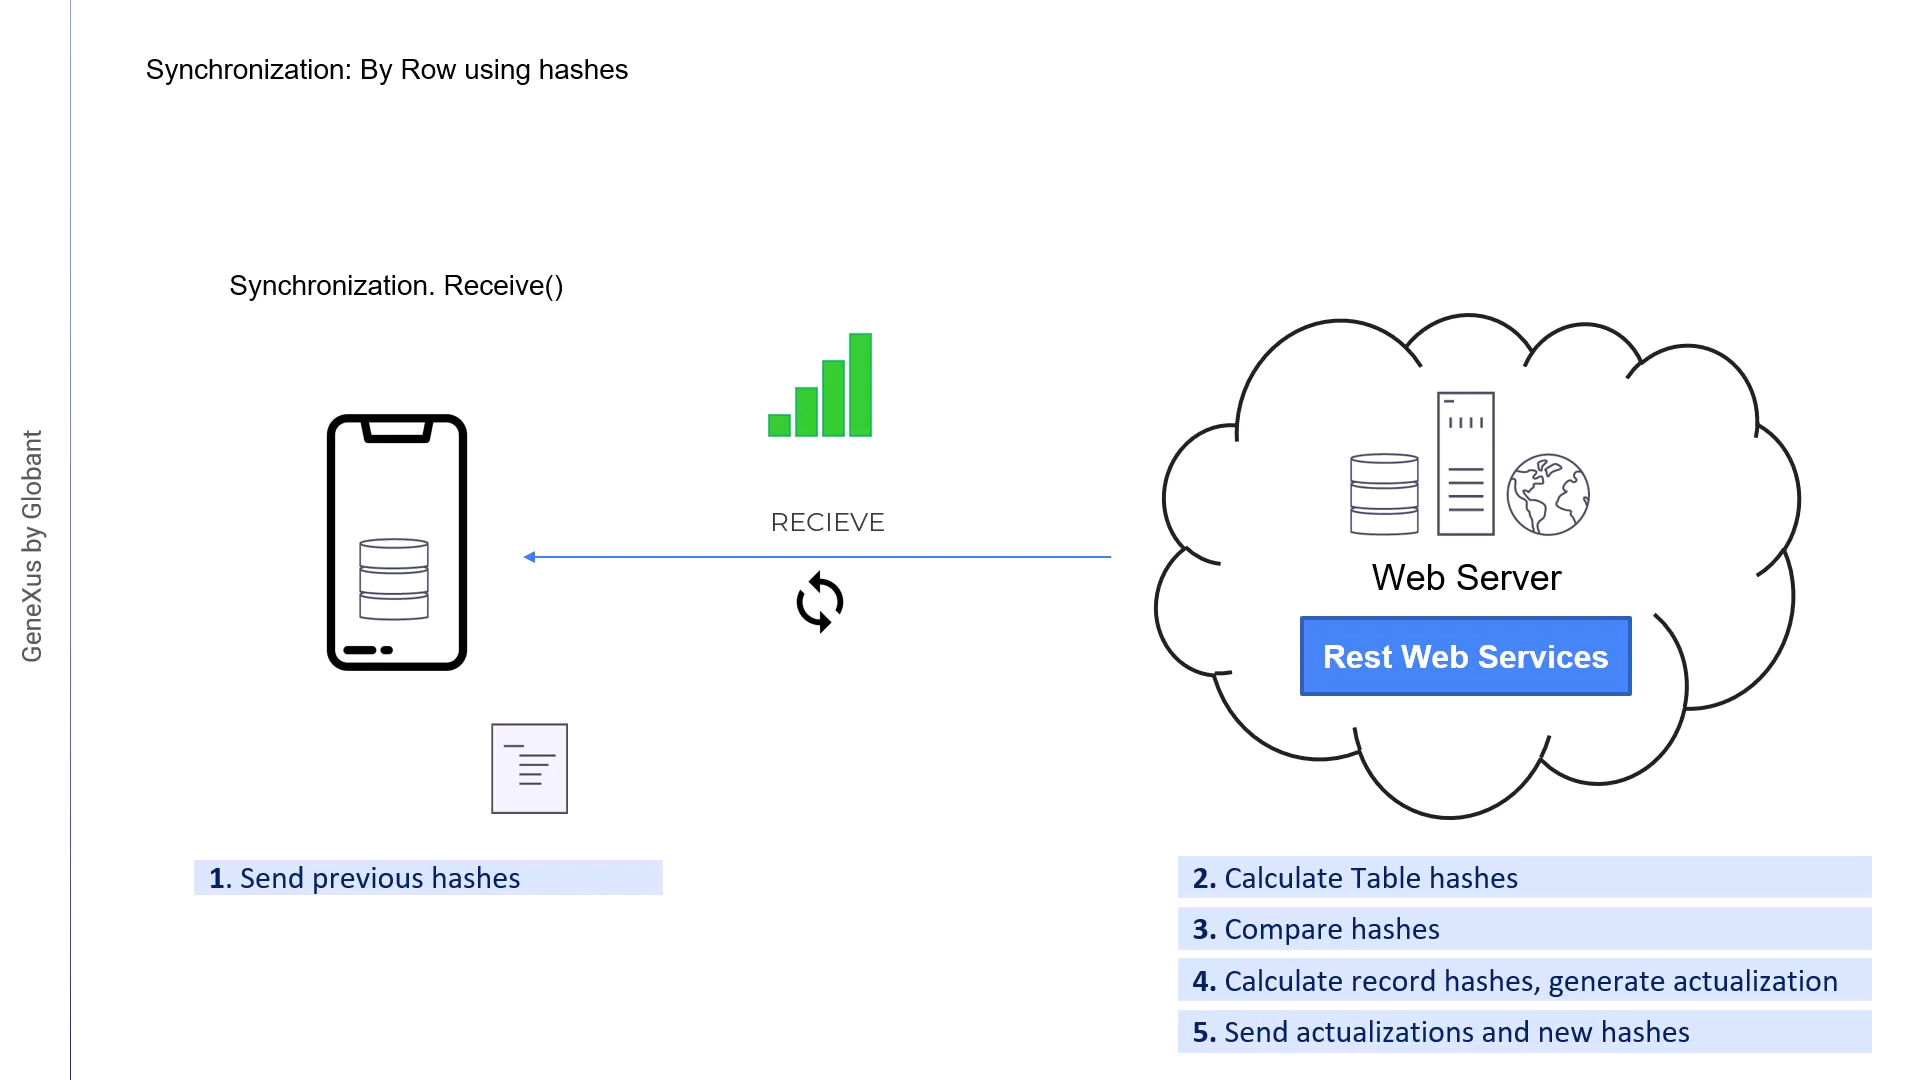 Synchronization: By Row using hashes
GeneXus by Globant
Synchronization. Receive()
RECIEVE
Web Server
Rest Web Services
1. Send previous hashes
2. Calculate Table hashes
3. Compare hashes
4. Calculate record hashes, generate actualization
5. Send actualizations and new hashes